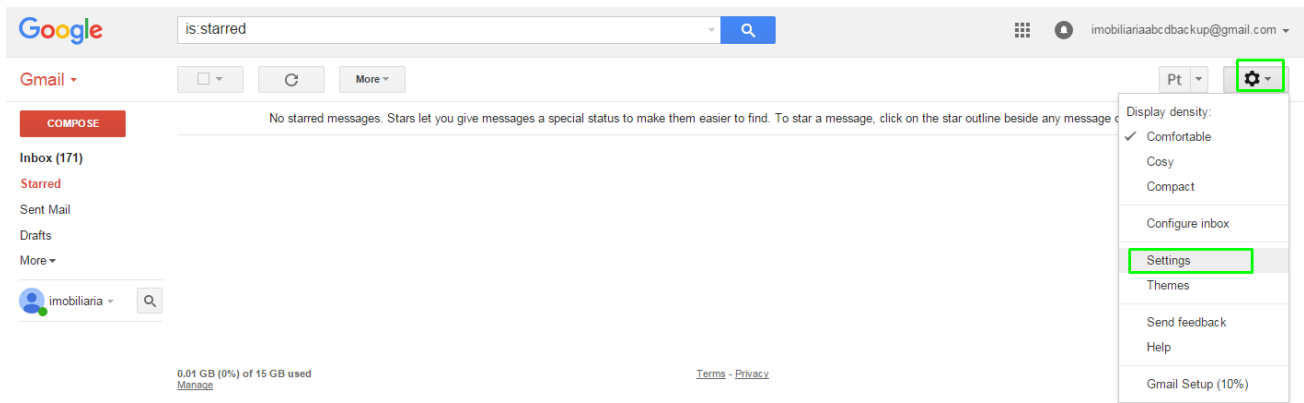 Google
is:starred
imobiliariaabcdbackup@gmail.com
Gmail
More
Pt
COMPOSE
No starred messages. Stars let you give messages a special status to make them easier to find. To star a message, click on the star outline beside any message
Inbox (171)
Starred
Sent Mail
Drafts
More
imobiliaria
Display density:
Comfortable
Cosy
Compact
Configure inbox
Settings
Themes
Send feedback
Help
Gmail Setup (10%)
0.01 GB (0%) of 15 GB used
Manage
Terms - Privacy